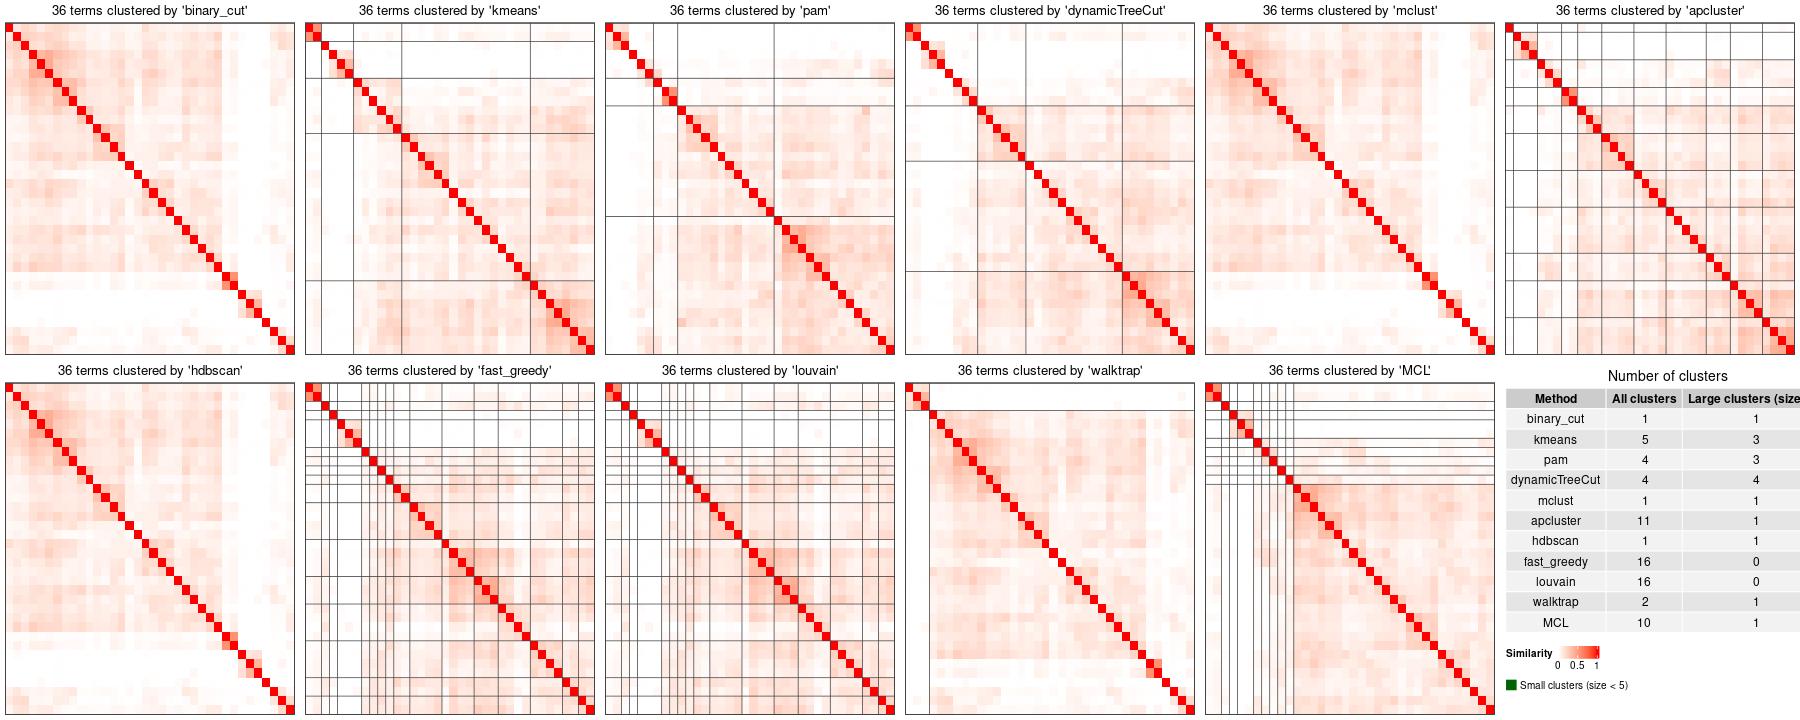 36 terms clustered by 'binary_cut'
36 terms clustered by 'kmeans'
36 terms clustered by 'pam'
36 terms clustered by 'dynamicTreeCut'
36 terms clustered by 'mclust'
36 terms clustered by 'apcluster'
36 terms clustered by 'hdbscan'
36 terms clustered by 'fast_greedy'
36 terms clustered by 'louvain'
36 terms clustered by 'walktrap'
36 terms clustered by 'MCL'
Number of clusters
Method All clusters Large clusters (size
binary_cut 1 1
kmeans 5 3
pam 4 3
dynamicTreeCut 4 4
mclust 1 1
apcluster 11 1
hdbscan 1 1
fast_greedy 16 0
louvain 16 0
walktrap 2 1
MCL 10 1
Similarity
0 0.5 1
Small clusters (size < 5)